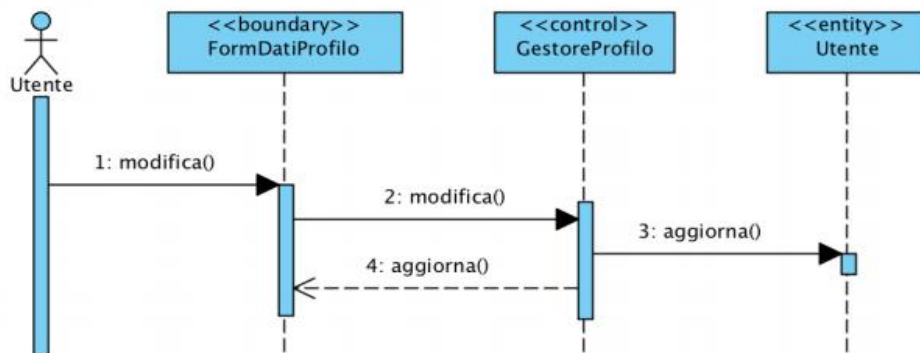 <<boundary>>
FormDatiProfilo
<<control>>
GestoreProfilo
<<entity>>
Utente
Utente
1: modifica()
2: modifica()
3: aggiorna()
4: aggiorna()